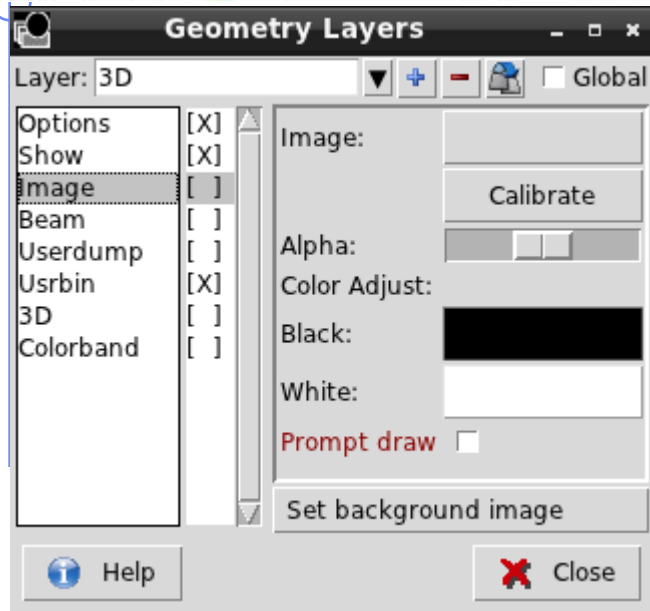 Geometry Layers
Layer: 3D Global
Options [X]
Show [X]
Image [ ]
Beam [ ]
Userdump [ ]
Usrbin [X]
3D [ ]
Colorband [ ]
Image:
Calibrate
Alpha:
Color Adjust:
Black:
White:
Prompt draw
Set background image
Help Close